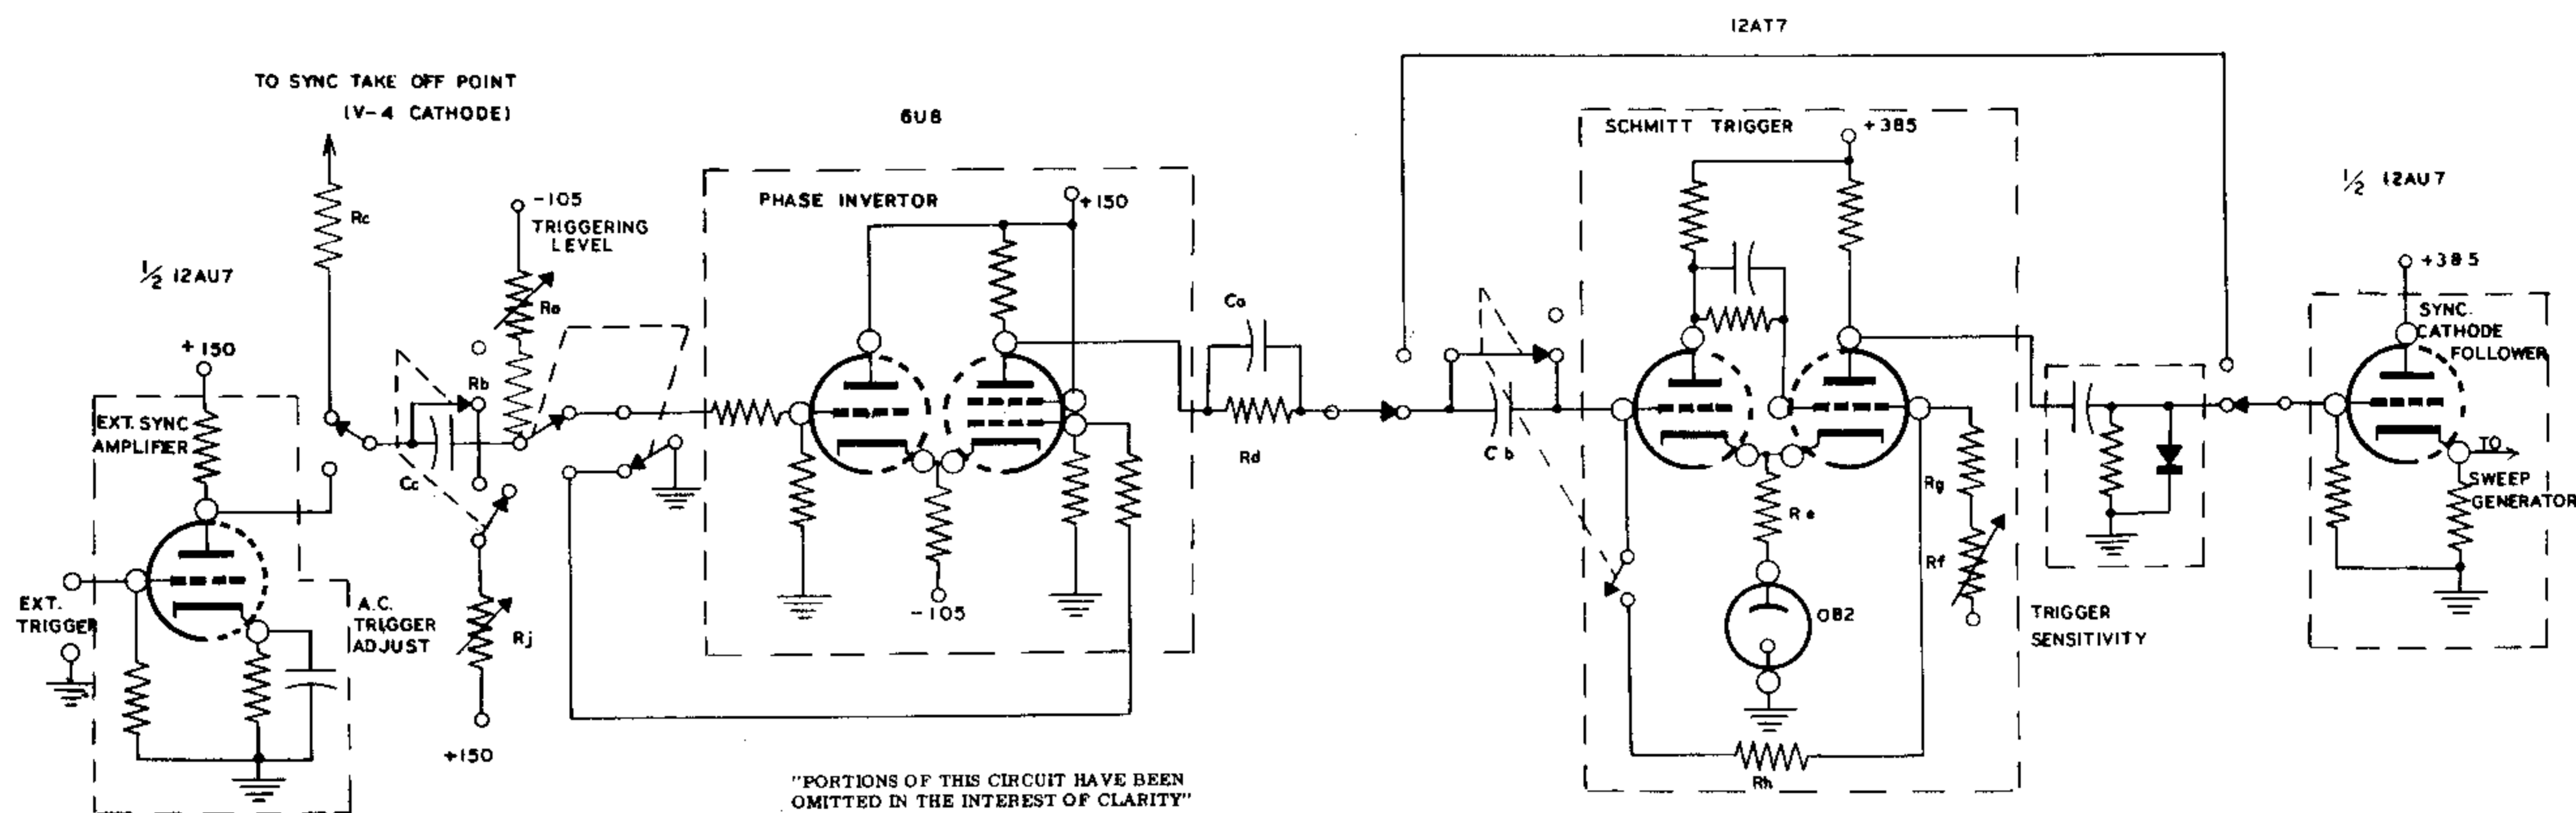 12AT7
TO SYNC TAKE OFF POINT
(V-4 CATHODE)
6U8
SCHMITT TRIGGER
+385
½ 12AU7
-105
TRIGGERING
LEVEL
PHASE INVERTOR
+150
Rc
½ 12AU7
+385
Ra
Ca
SYNC.
CATHODE
FOLLOWER
+150
Rb
EXT. SYNC
AMPLIFIER
Cc
Rd
Cb
Rg
TO
SWEEP
GENERATOR
Re
Rf
EXT.
TRIGGER
A.C.
TRIGGER
ADJUST
Rj
-105
OB2
TRIGGER
SENSITIVITY
+150
Rh
"PORTIONS OF THIS CIRCUIT HAVE BEEN
OMITTED IN THE INTEREST OF CLARITY"